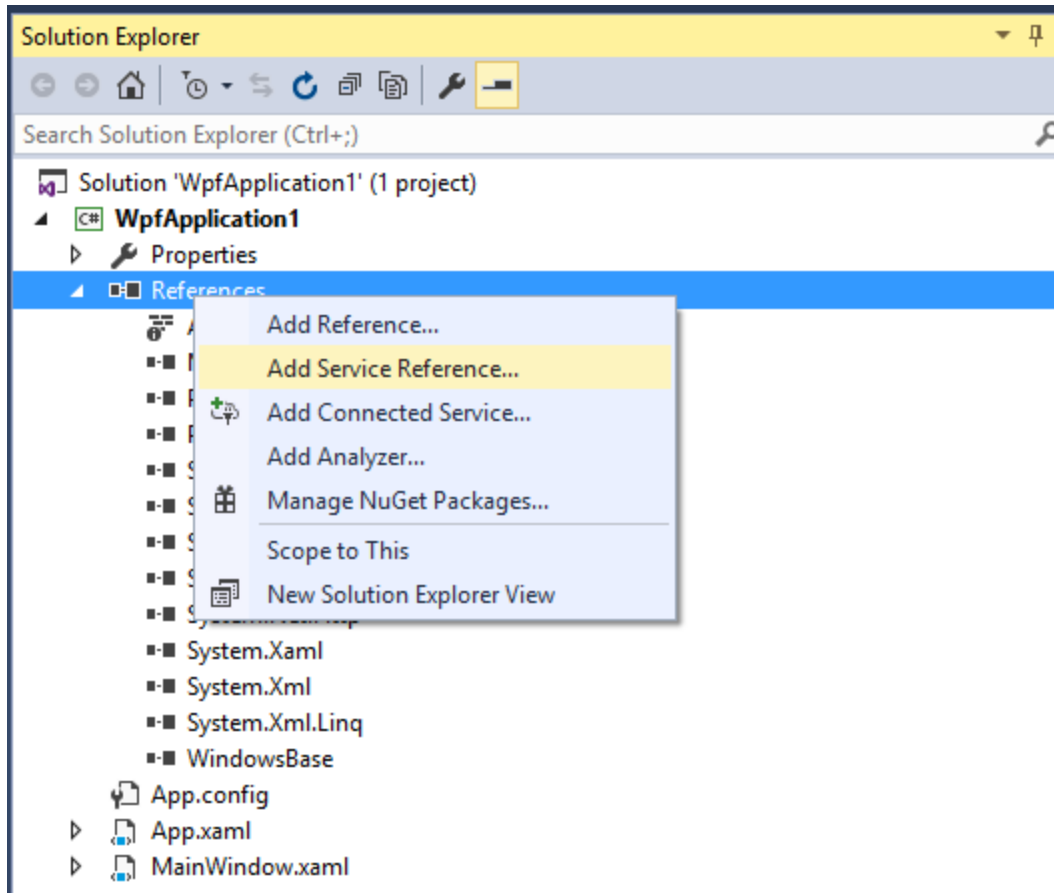 Solution Explorer
Search Solution Explorer (Ctrl+;)
Solution 'WpfApplication1' (1 project)
C# WpfApplication1
Properties
References
Add Reference...
Add Service Reference...
Add Connected Service...
Add Analyzer...
Manage NuGet Packages...
Scope to This
New Solution Explorer View
System.Xaml
System.Xml
System.Xml.Linq
WindowsBase
App.config
App.xaml
MainWindow.xaml